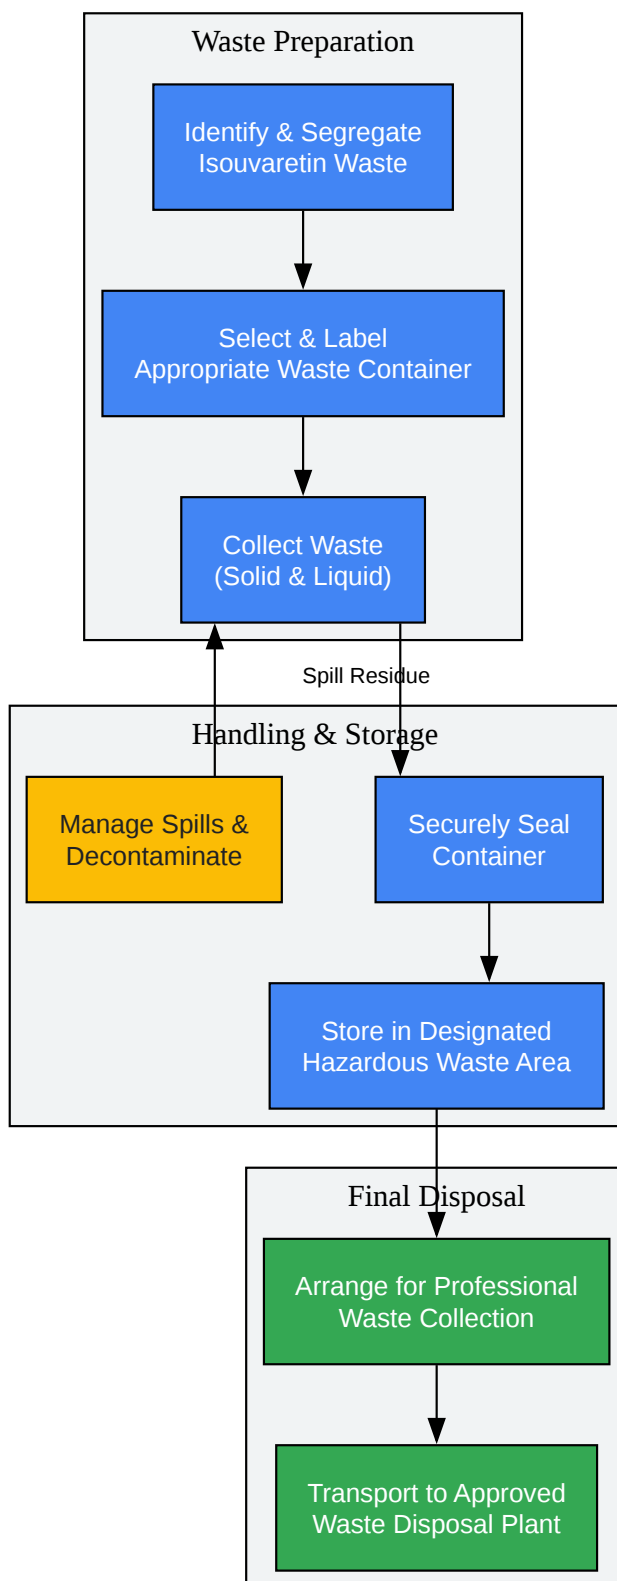 Waste Preparation
Identify & Segregate
Isouvaretin Waste
Select & Label
Appropriate Waste Container
Collect Waste
(Solid & Liquid)
Spill Residue
Handling & Storage
Manage Spills &
Decontaminate
Securely Seal
Container
Store in Designated
Hazardous Waste Area
Final Disposal
Arrange for Professional
Waste Collection
Transport to Approved
Waste Disposal Plant